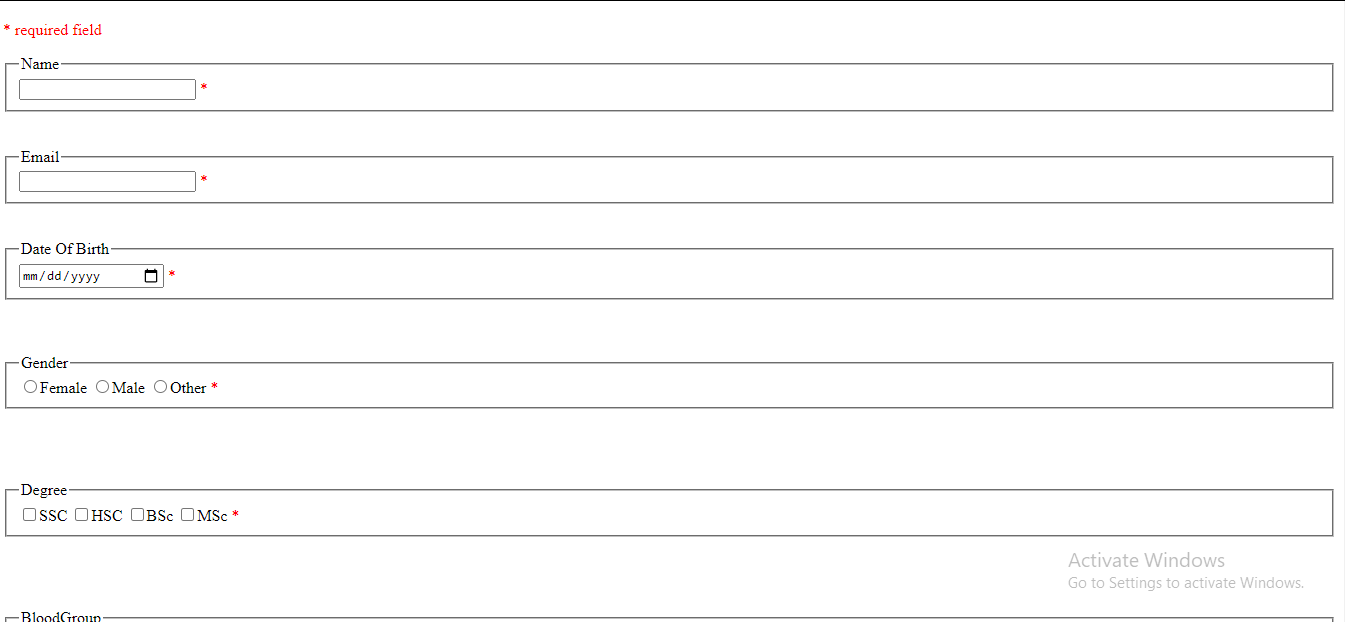 * required field
Name
*
Email
*
Date Of Birth
mm/dd/yyyy *
Gender
Female Male Other *
Degree
SSC HSC BSc MSc *
Activate Windows
Go to Settings to activate Windows.
BloodGroup